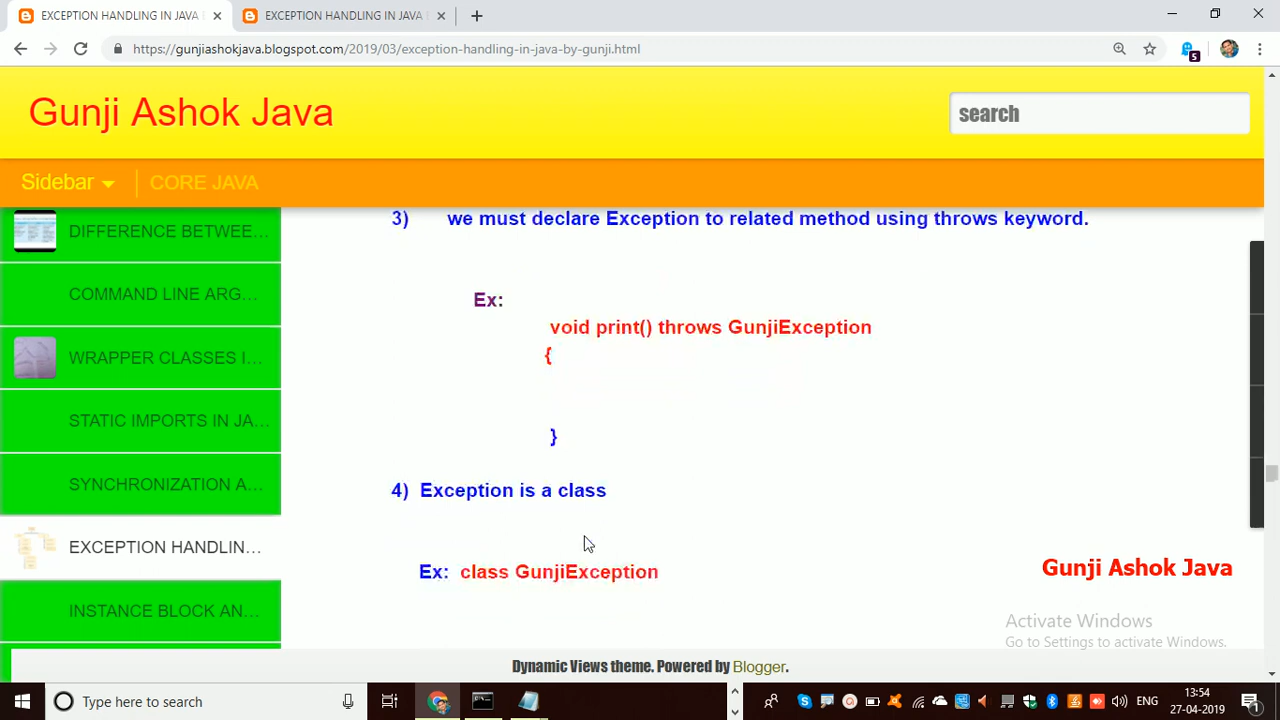 EXCEPTION HANDLING IN JAVA
EXCEPTION HANDLING IN JAVA
https://gunjiashokjava.blogspot.com/2019/03/exception-handling-in-java-by-gunji.html
5
Gunji Ashok Java
search
Sidebar
CORE JAVA
DIFFERENCE BETWEE...
COMMAND LINE ARG...
WRAPPER CLASSES I...
STATIC IMPORTS IN JA...
SYNCHRONIZATION A...
EXCEPTION HANDLIN...
INSTANCE BLOCK AN...
3) we must declare Exception to related method using throws keyword.
Ex:
void print() throws GunjiException
{
}
4) Exception is a class
Ex: class GunjiException
Gunji Ashok Java
Activate Windows
Go to Settings to activate Windows.
Dynamic Views theme. Powered by Blogger.
Type here to search
ENG
13:54
27-04-2019
1